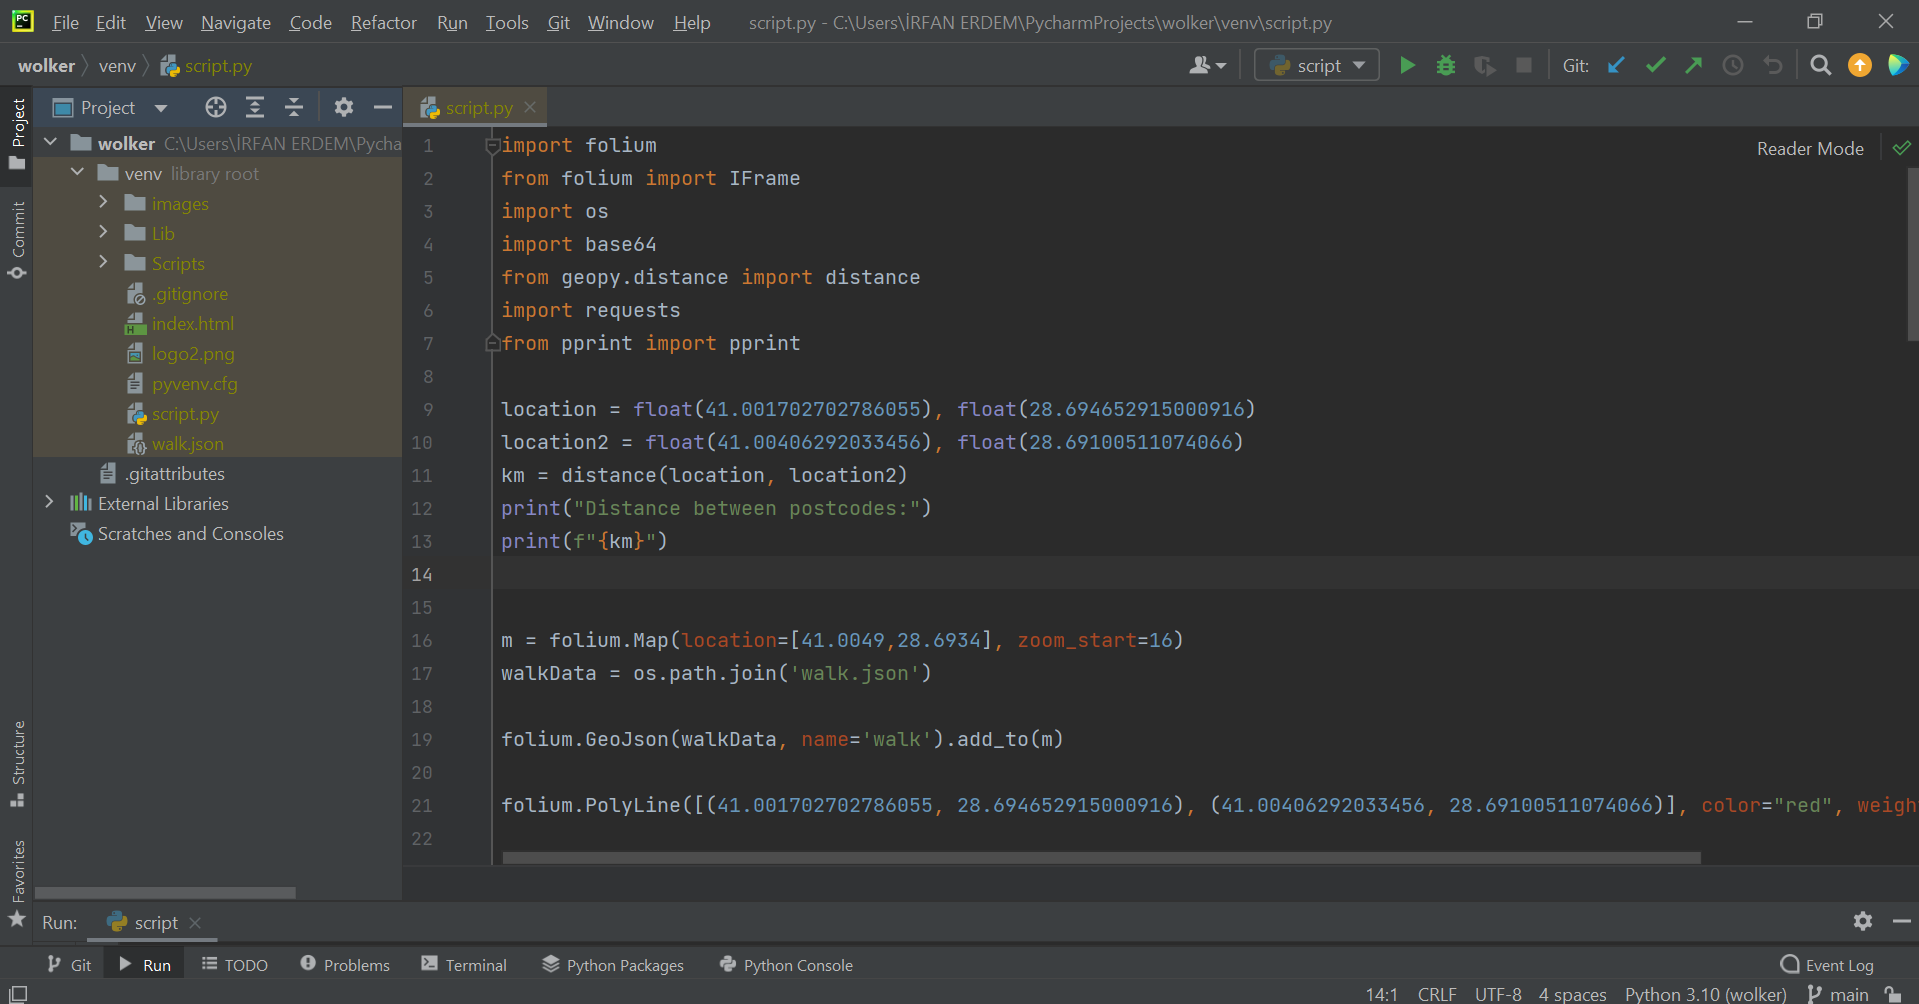 File Edit View Navigate Code Refactor Run Tools Git Window Help script.py - C:\Users\İRFAN ERDEM\PycharmProjects\wolker\venv\script.py
wolker venv script.py script Git:
Project script.py
Project
Commit
Structure
Favorites
wolker C:\Users\İRFAN ERDEM\Pycha
venv library root
images
Lib
Scripts
.gitignore
index.html
logo2.png
pyvenv.cfg
script.py
walk.json
.gitattributes
External Libraries
Scratches and Consoles
Reader Mode
1 import folium
2 from folium import IFrame
3 import os
4 import base64
5 from geopy.distance import distance
6 import requests
7 from pprint import pprint
8
9 location = float(41.001702702786055), float(28.694652915000916)
10 location2 = float(41.00406292033456), float(28.69100511074066)
11 km = distance(location, location2)
12 print("Distance between postcodes:")
13 print(f"{km}")
14
15
16 m = folium.Map(location=[41.0049,28.6934], zoom_start=16)
17 walkData = os.path.join('walk.json')
18
19 folium.GeoJson(walkData, name='walk').add_to(m)
20
21 folium.PolyLine([(41.001702702786055, 28.694652915000916), (41.00406292033456, 28.69100511074066)], color="red", weigh
22
Run: script
Git Run TODO Problems Terminal Python Packages Python Console Event Log
14:1 CRLF UTF-8 4 spaces Python 3.10 (wolker) main